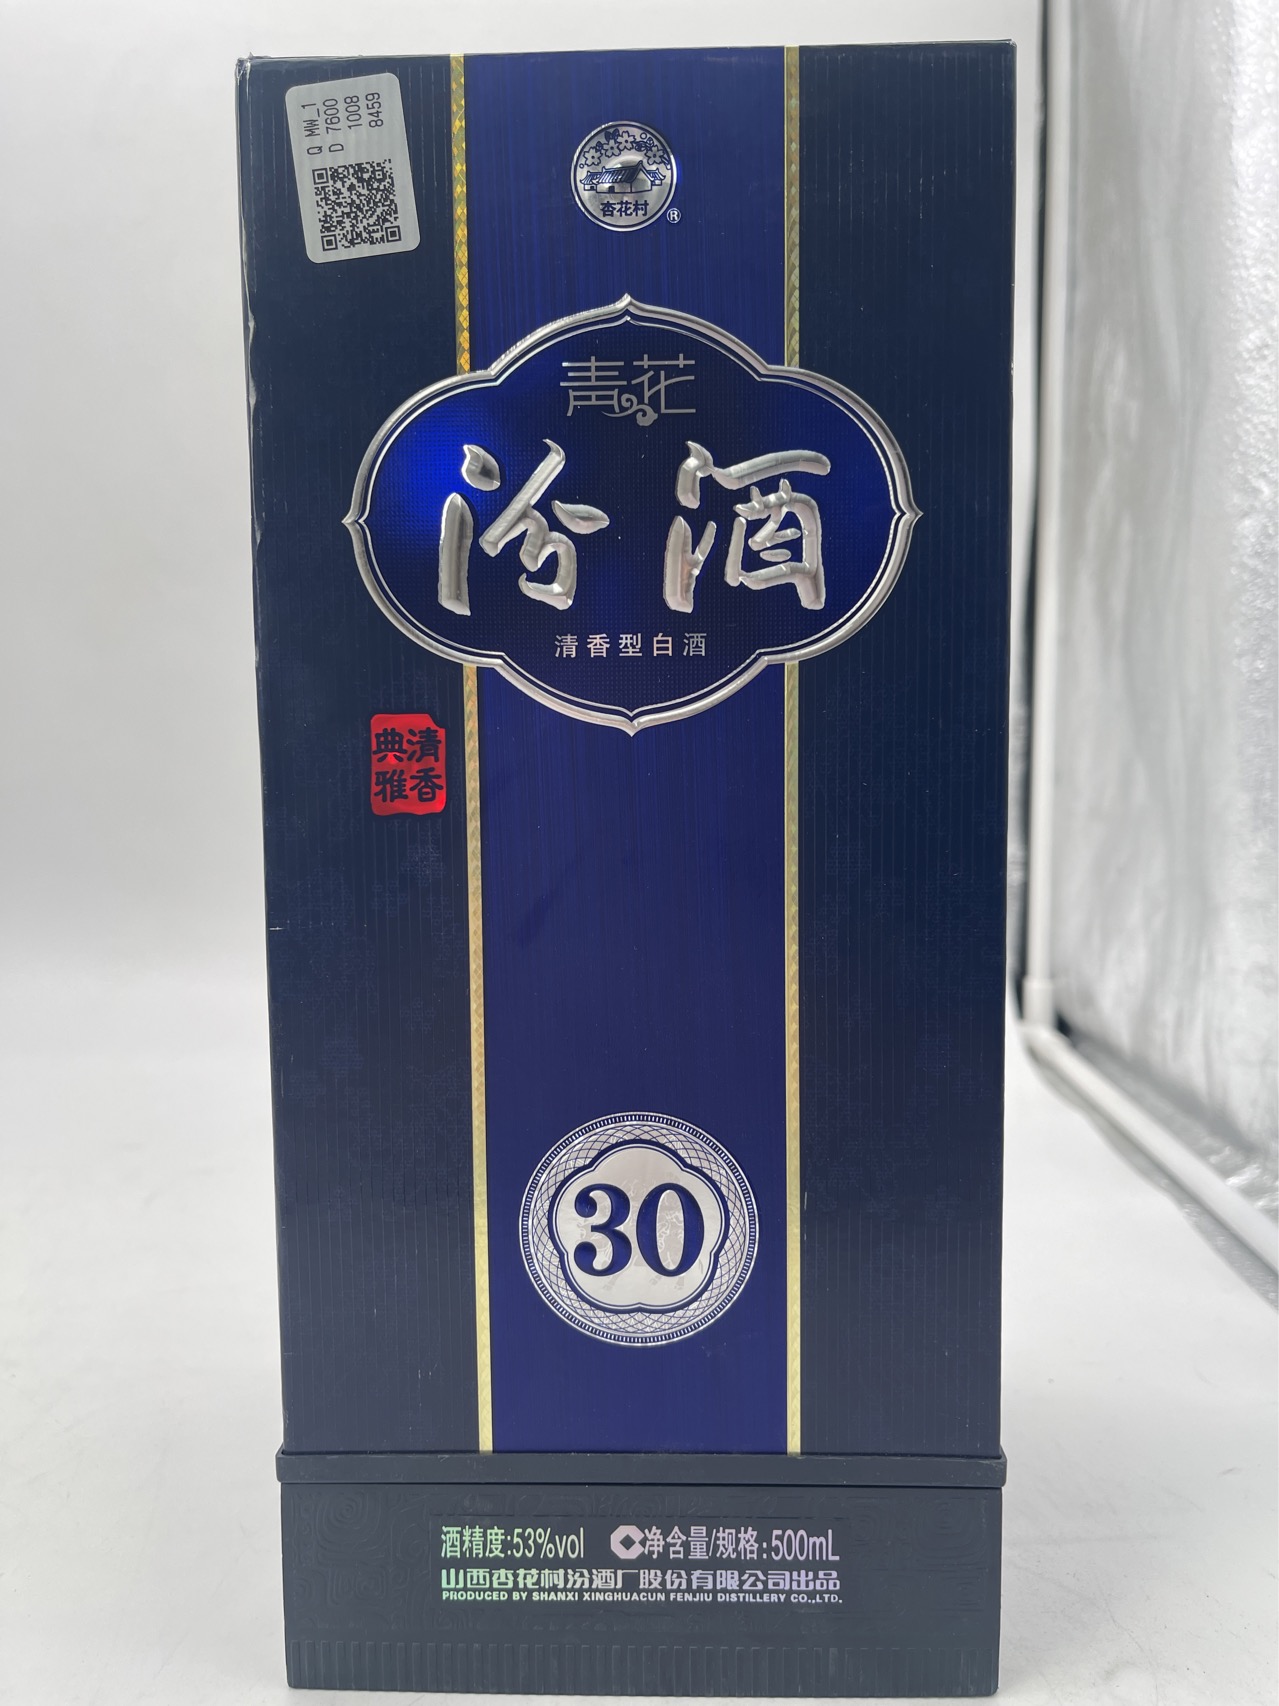 Q MW_1
D 7600
1008
8459
杏花村
®
青花
汾酒
清香型白酒
清香
典雅
30
酒精度:53%vol 净含量/规格:500mL
山西杏花村汾酒厂股份有限公司出品
PRODUCED BY SHANXI XINGHUACUN FENJIU DISTILLERY CO.,LTD.